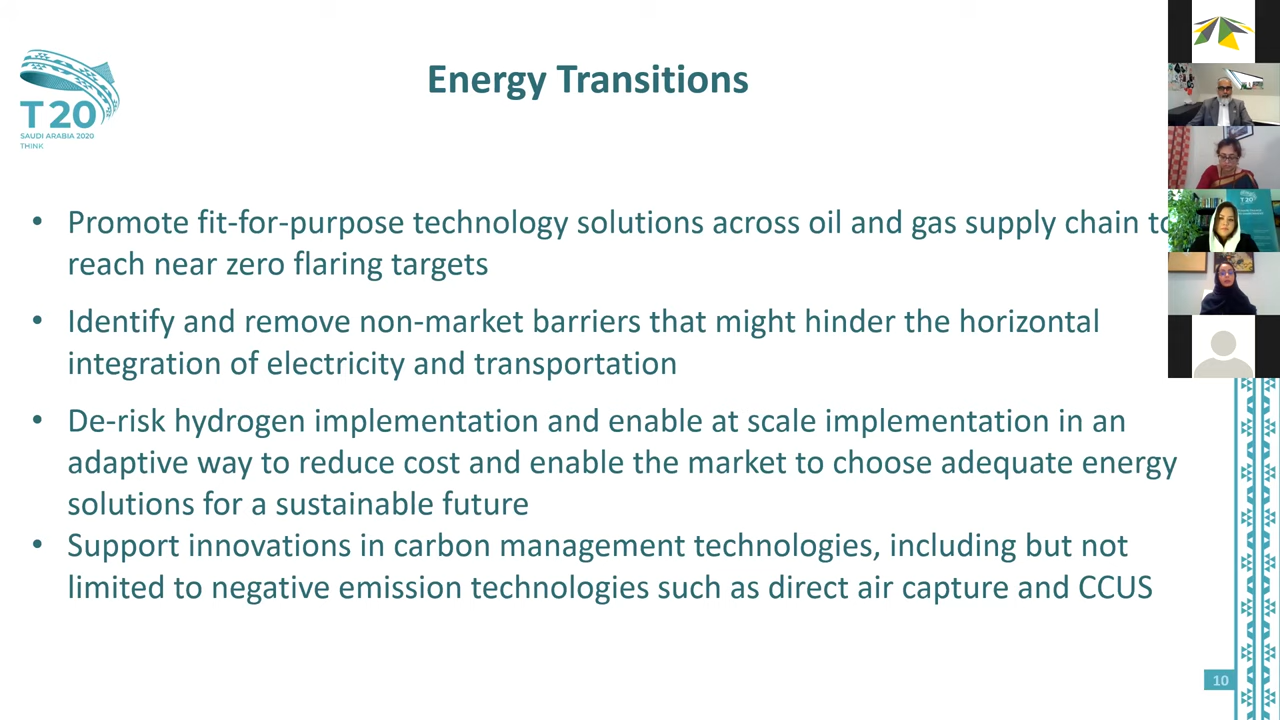 Energy Transitions
T20
SAUDI ARABIA 2020
THINK
• Promote fit-for-purpose technology solutions across oil and gas supply chain to
reach near zero flaring targets
• Identify and remove non-market barriers that might hinder the horizontal
integration of electricity and transportation
• De-risk hydrogen implementation and enable at scale implementation in an
adaptive way to reduce cost and enable the market to choose adequate energy
solutions for a sustainable future
• Support innovations in carbon management technologies, including but not
limited to negative emission technologies such as direct air capture and CCUS
T20
10